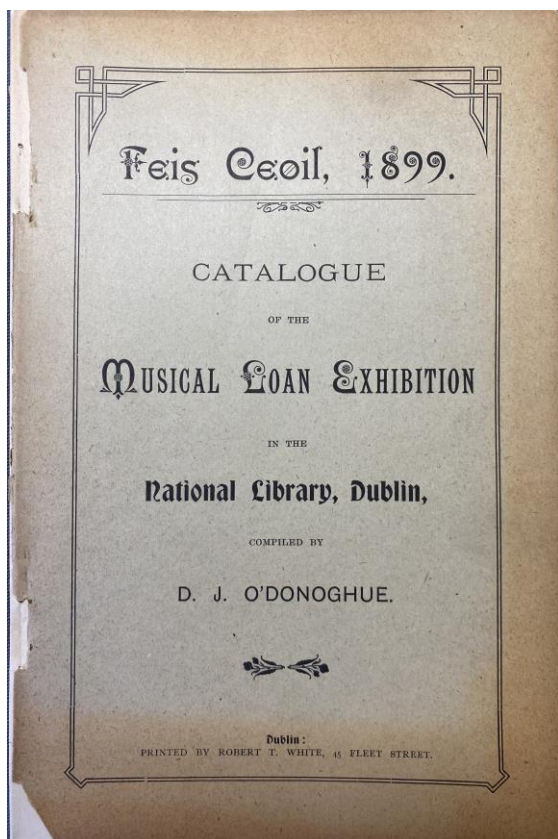 Feis Ceoil, 1899.
CATALOGUE
OF THE
MUSICAL LOAN EXHIBITION
IN THE
National Library, Dublin,
COMPILED BY
D. J. O'DONOGHUE.
Dublin:
PRINTED BY ROBERT T. WHITE, 45 FLEET STREET.